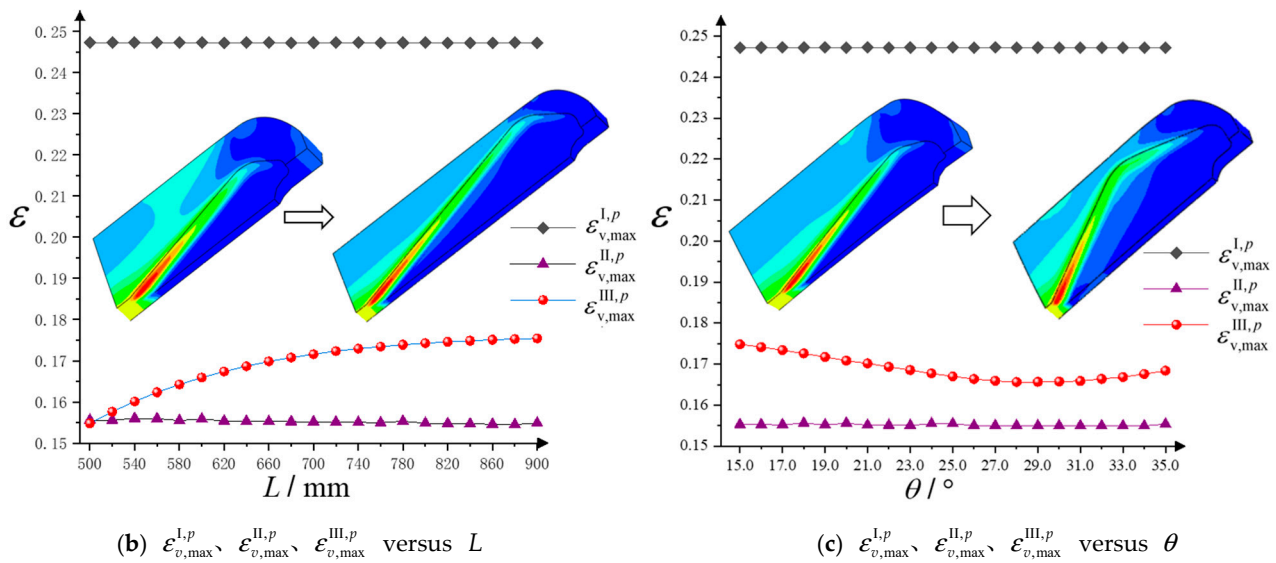 0.25
0.24
0.23
0.22
0.21
0.20
0.19
0.18
0.17
0.16
0.15
ε
500 540 580 620 660 700 740 780 820 860 900
L / mm
ε_{v,max}^{I,p}
ε_{v,max}^{II,p}
ε_{v,max}^{III,p}
(b) ε_{v,max}^{I,p}、ε_{v,max}^{II,p}、ε_{v,max}^{III,p} versus L
0.25
0.24
0.23
0.22
0.21
0.20
0.19
0.18
0.17
0.16
0.15
ε
15.0 17.0 19.0 21.0 23.0 25.0 27.0 29.0 31.0 33.0 35.0
θ / °
ε_{v,max}^{I,p}
ε_{v,max}^{II,p}
ε_{v,max}^{III,p}
(c) ε_{v,max}^{I,p}、ε_{v,max}^{II,p}、ε_{v,max}^{III,p} versus θ